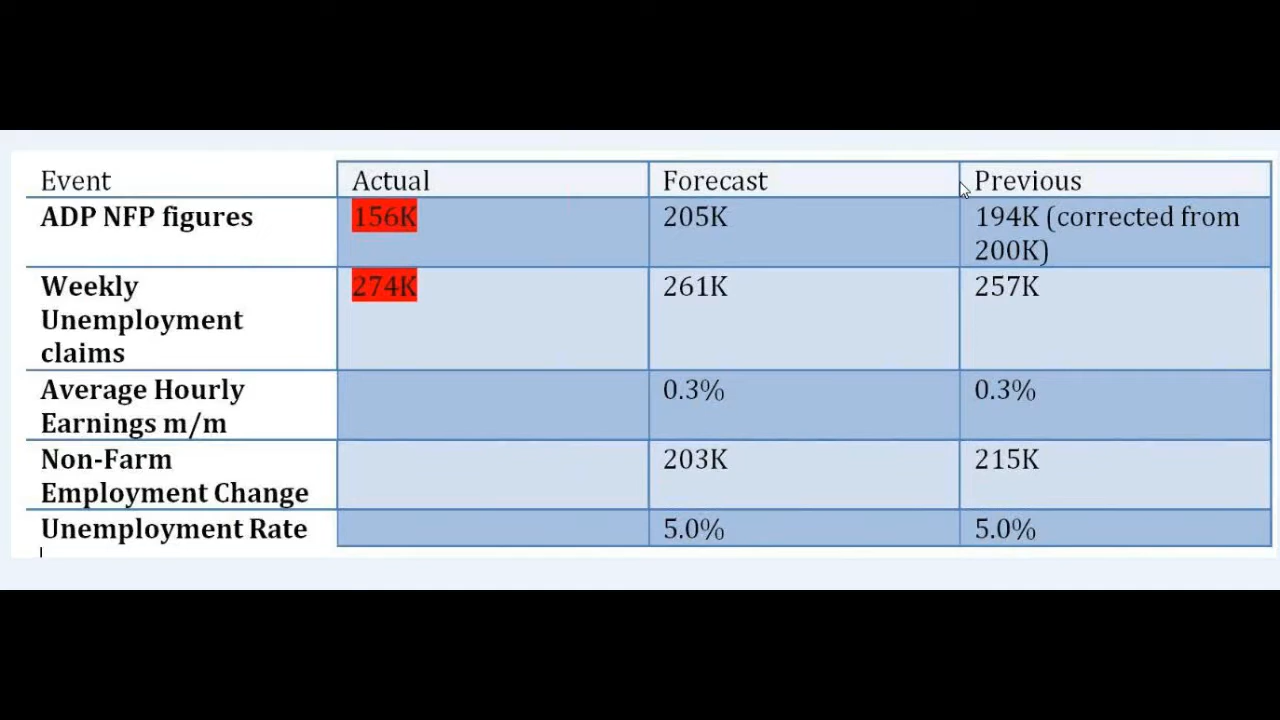 Event Actual Forecast Previous
ADP NFP figures 156K 205K 194K (corrected from
200K)
Weekly 274K 261K 257K
Unemployment
claims
Average Hourly 0.3% 0.3%
Earnings m/m
Non-Farm 203K 215K
Employment Change
Unemployment Rate 5.0% 5.0%